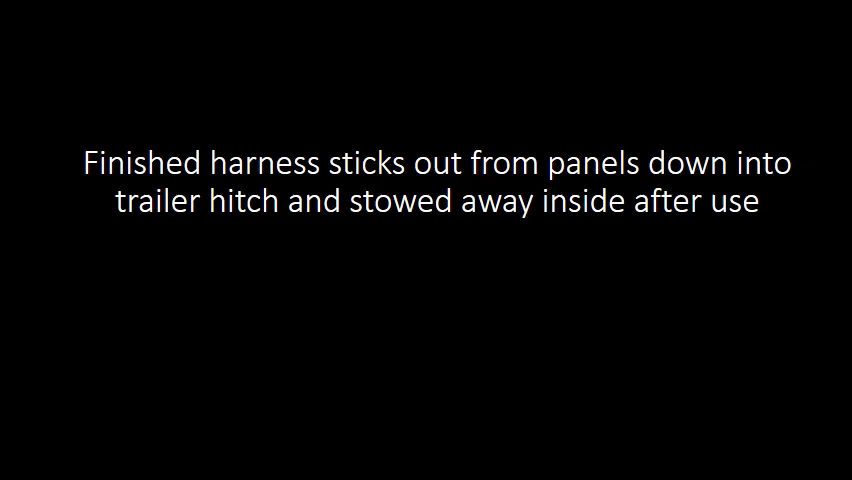 Finished harness sticks out from panels down into
trailer hitch and stowed away inside after use